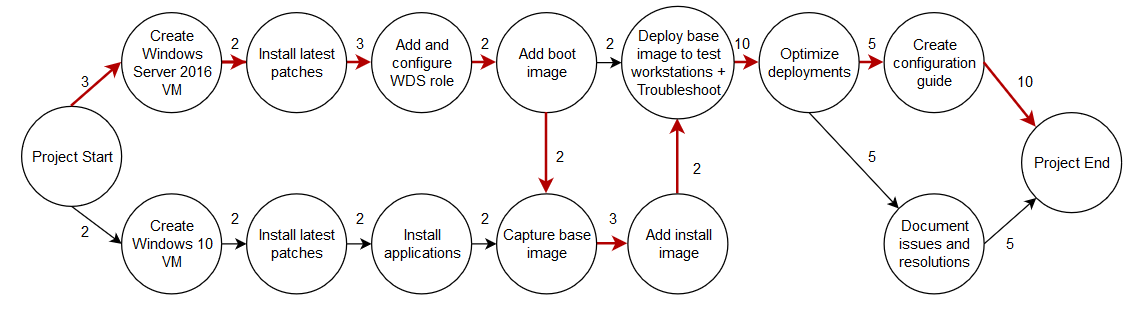 Create
Windows
Server 2016
VM
2
Install latest
patches
3
Add and
configure
WDS role
2
Add boot
image
2
Deploy base
image to test
workstations +
Troubleshoot
10
Optimize
deployments
5
Create
configuration
guide
10
3
Project Start
2
2
Project End
5
2
Create
Windows 10
VM
2
Install latest
patches
2
Install
applications
2
Capture base
image
3
Add install
image
Document
issues and
resolutions
5